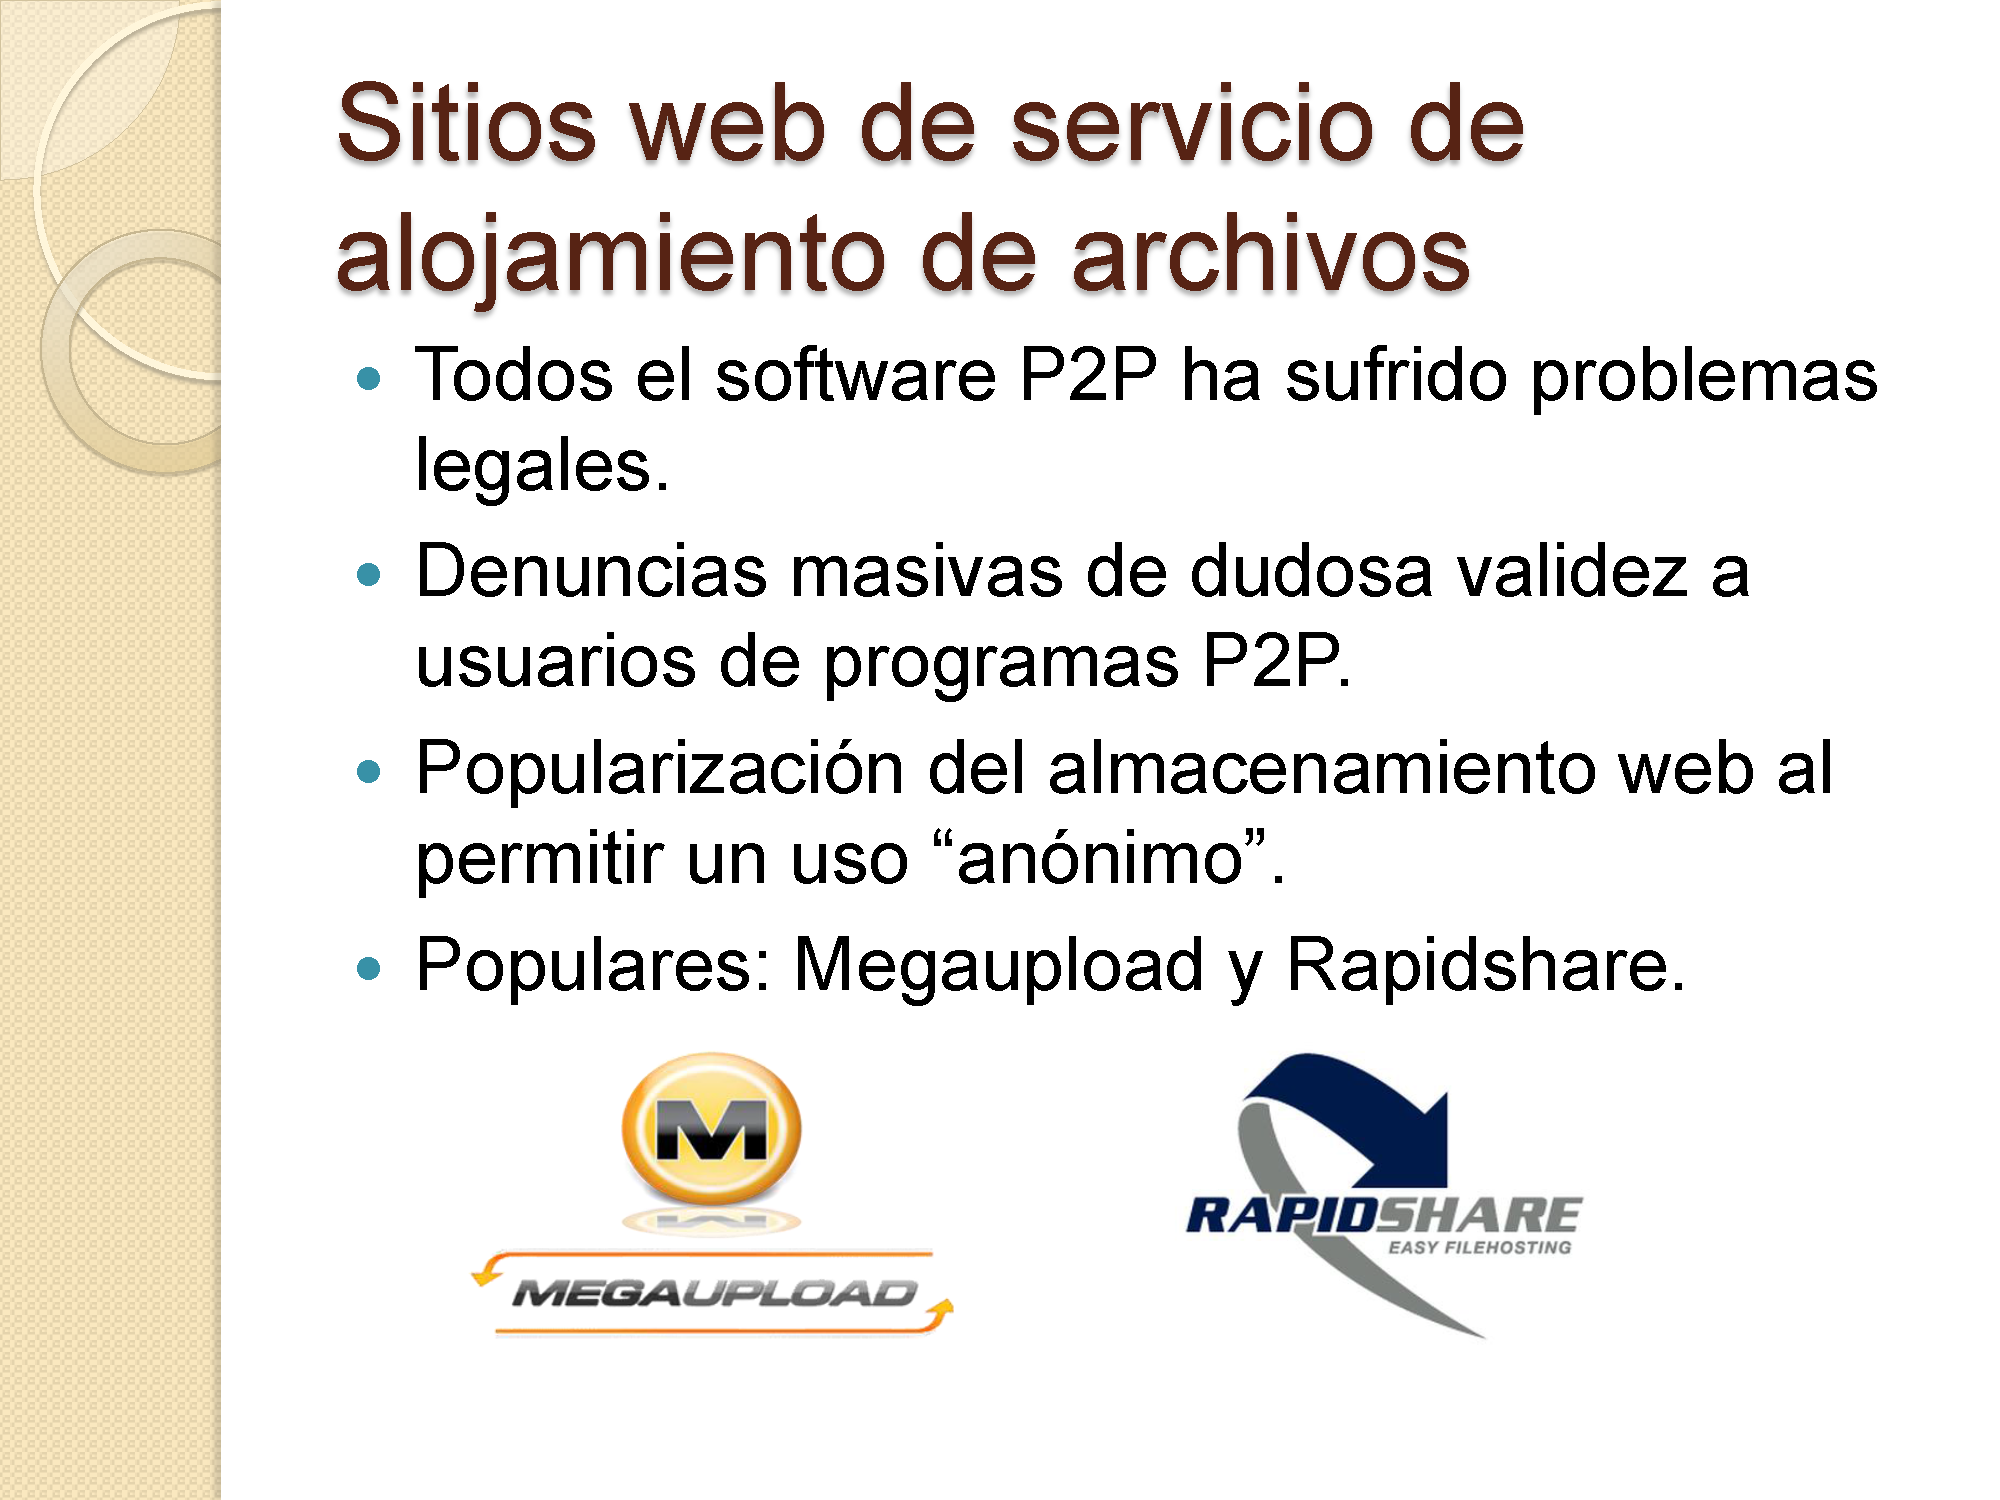 Sitios web de servicio de
alojamiento de archivos
• Todos el software P2P ha sufrido problemas
legales.
• Denuncias masivas de dudosa validez a
usuarios de programas P2P.
• Popularización del almacenamiento web al
permitir un uso “anónimo”.
• Populares: Megaupload y Rapidshare.
M
MEGAUPLOAD
RAPIDSHARE
EASY FILEHOSTING